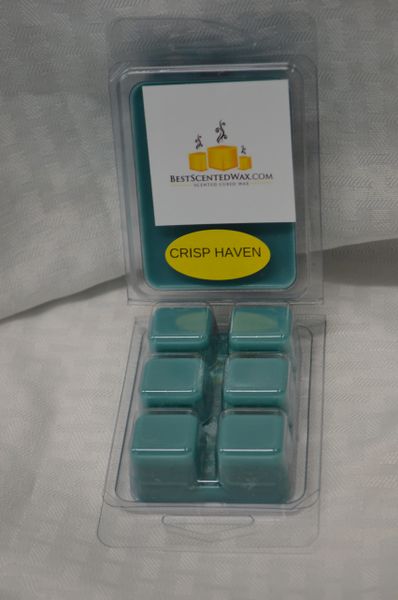 BESTSCENTEDWAX.COM
SCENTED CUBED WAX
CRISP HAVEN